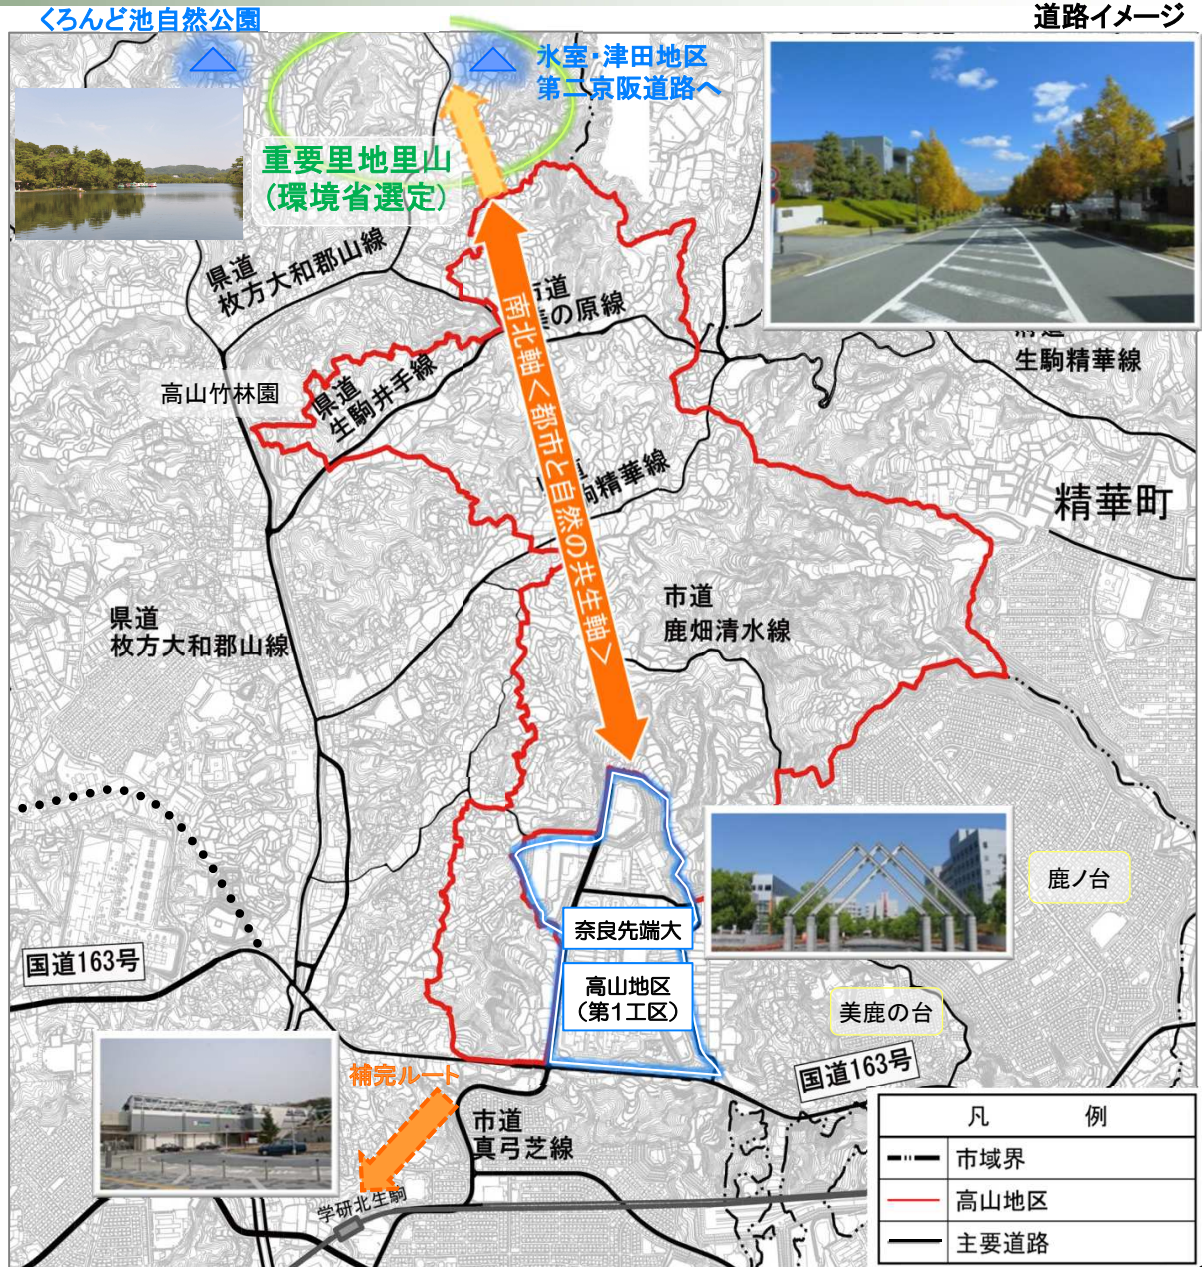 くろんど池自然公園
道路イメージ
氷室・津田地区
第二京阪道路へ
重要里地里山
(環境省選定)
県道
枚方大和郡山線
市道
の原線
府道
生駒精華線
高山竹林園
県道
生駒井手線
南北軸＜都市と自然の共生軸＞
駒精華線
精華町
県道
枚方大和郡山線
市道
鹿畑清水線
鹿ノ台
奈良先端大
国道163号
高山地区
（第1工区）
美鹿の台
国道163号
補完ルート
市道
真弓芝線
学研北生駒
凡 例
市域界
高山地区
主要道路